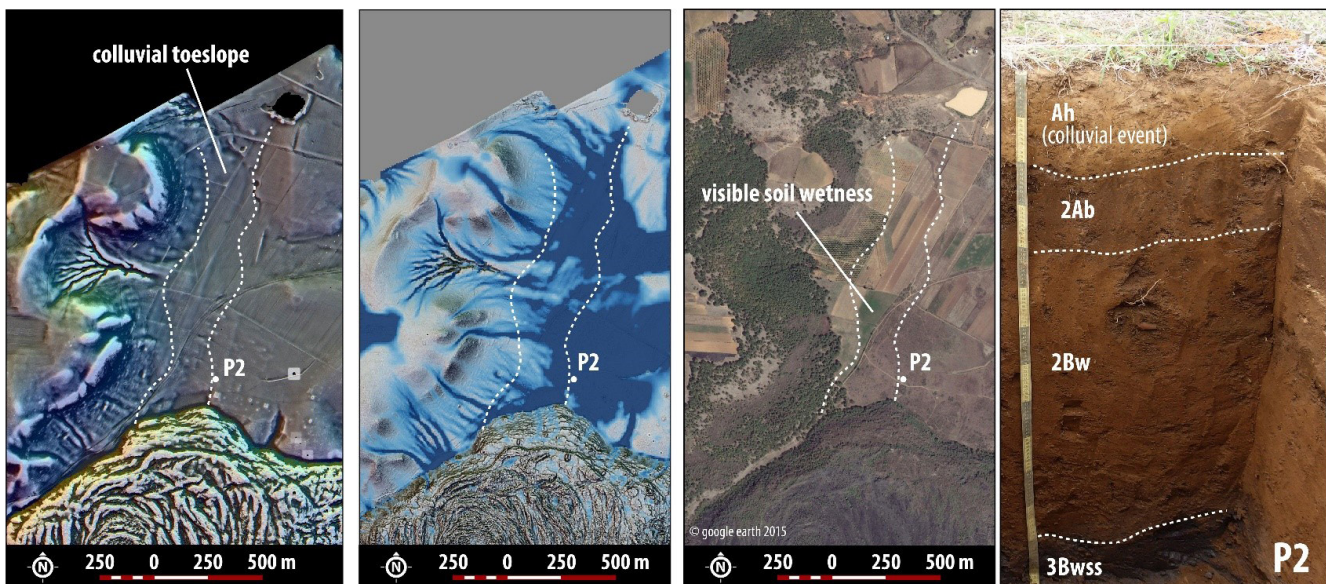 colluvial toeslope
P2
N
250 0 250 500 m
P2
N
250 0 250 500 m
visible soil wetness
P2
© google earth 2015
N
250 0 250 500 m
Ah
(colluvial event)
2Ab
2Bw
3Bwss
P2